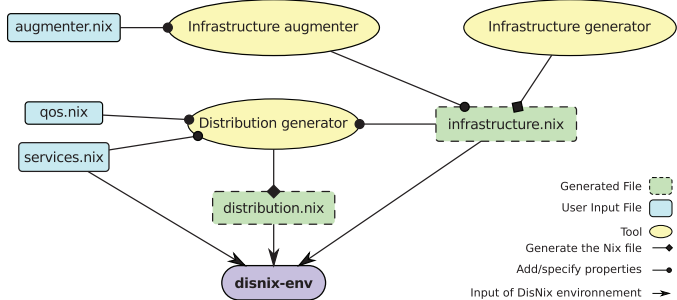 augmenter.nix
Infrastructure augmenter
Infrastructure generator
qos.nix
Distribution generator
infrastructure.nix
services.nix
distribution.nix
disnix-env
Generated File
User Input File
Tool
Generate the Nix file
Add/specify properties
Input of DisNix environnement